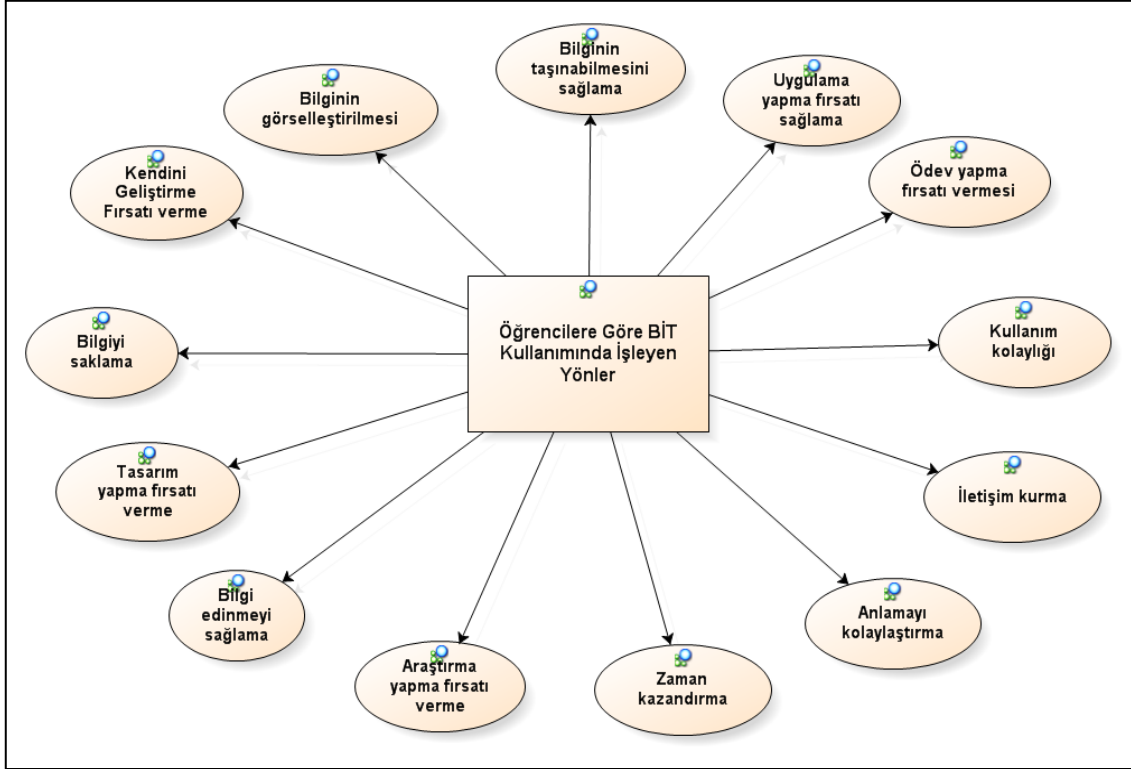 Bilginin
taşınabilmesini
sağlama
Uygulama
yapma fırsatı
sağlama
Bilginin
görselleştirilmesi
Ödev yapma
fırsatı vermesi
Kendini
Geliştirme
Fırsatı verme
Öğrencilere Göre BİT
Kullanımında İşleyen
Yönler
Kullanım
kolaylığı
Bilgiyi
saklama
Tasarım
yapma fırsatı
verme
İletişim kurma
Bilgi
edinmeyi
sağlama
Anlamayı
kolaylaştırma
Araştırma
yapma fırsatı
verme
Zaman
kazandırma